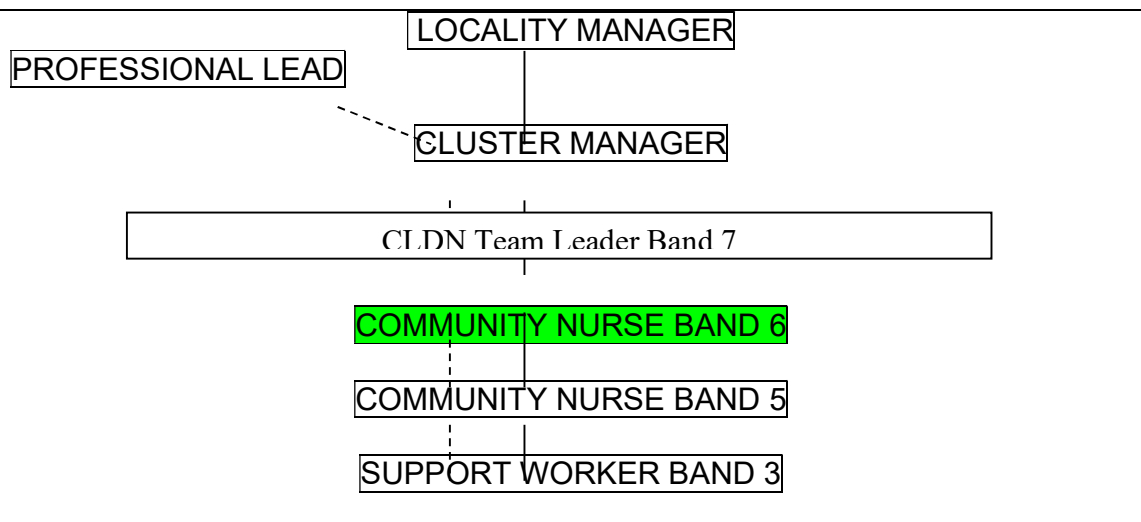 LOCALITY MANAGER
PROFESSIONAL LEAD
CLUSTER MANAGER
CLDN Team Leader Band 7
COMMUNITY NURSE BAND 6
COMMUNITY NURSE BAND 5
SUPPORT WORKER BAND 3